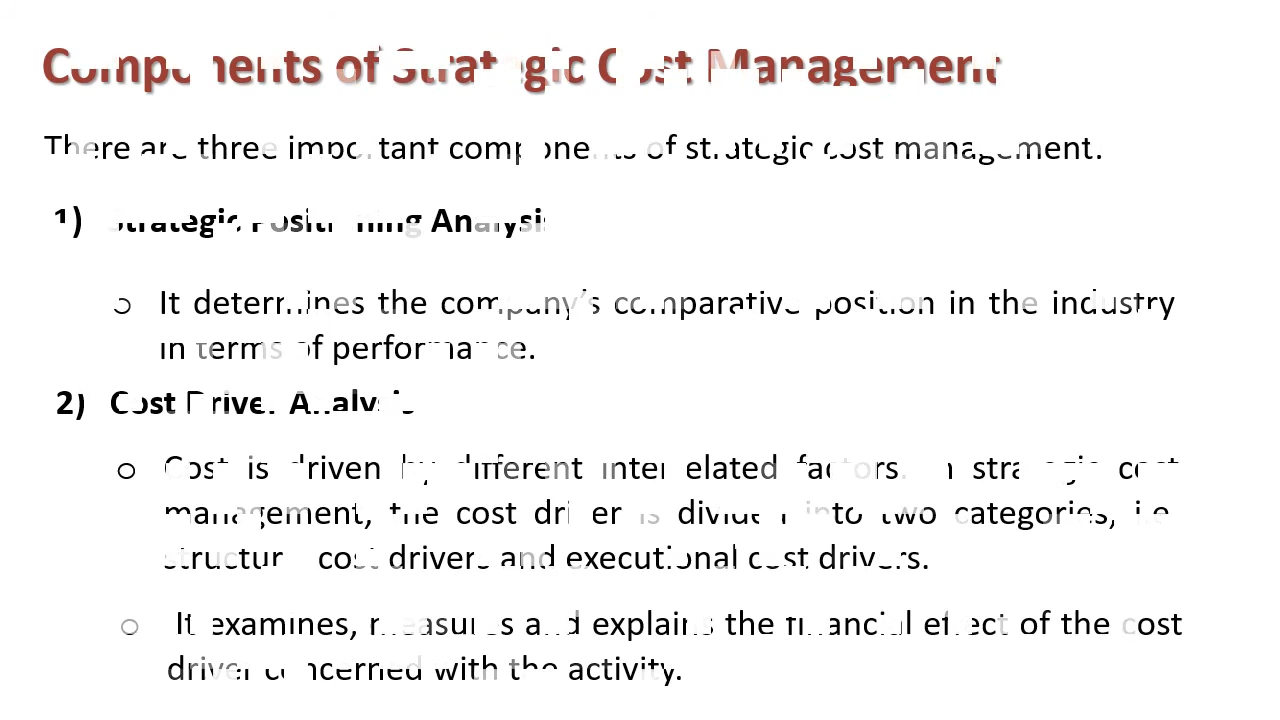 Components of Strategic Cost Management
There are three important components of strategic cost management.
1) Strategic Positioning Analysis
o It determines the company's comparative position in the industry
in terms of performance.
2) Cost Driver Analysis
o Cost is driven by different interrelated factors. In strategic cost
management, the cost driver is divided into two categories, i.e.
structural cost drivers and executional cost drivers.
o It examines, measures and explains the financial effect of the cost
driver concerned with the activity.